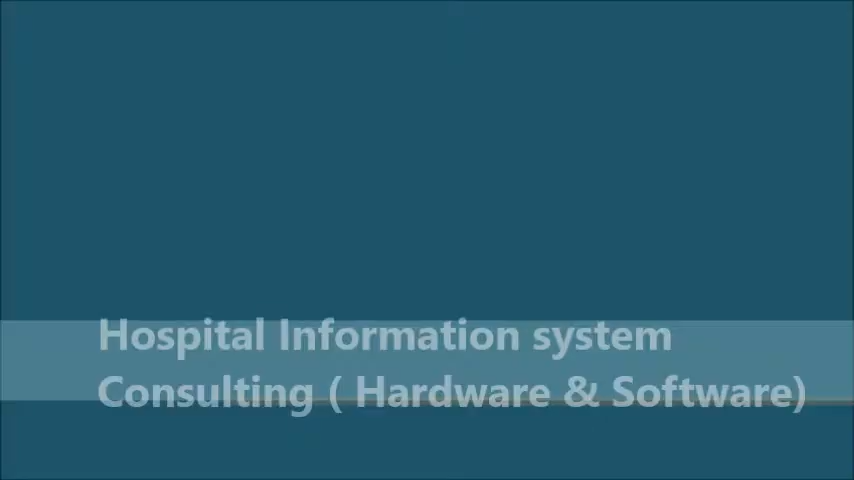 Hospital Information system
Consulting ( Hardware & Software)